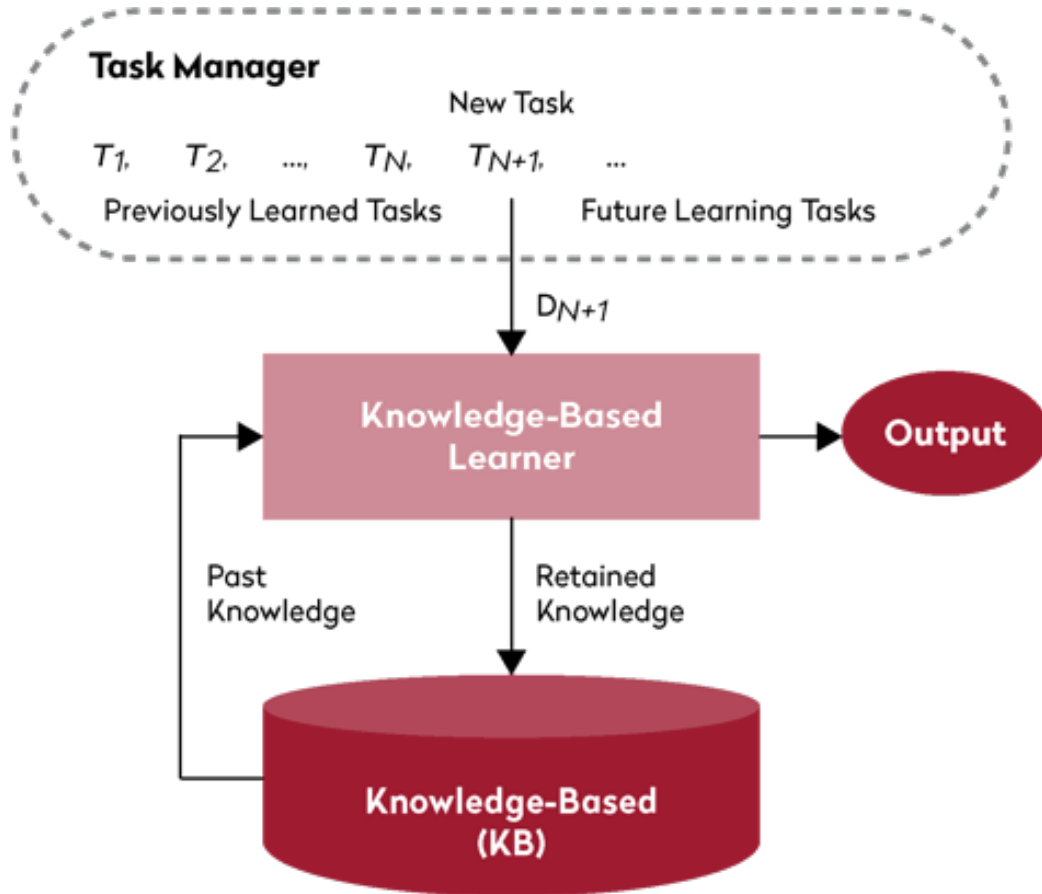 Task Manager
New Task
T1, T2, ..., TN, TN+1, ...
Previously Learned Tasks
Future Learning Tasks
DN+1
Knowledge-Based
Learner
Output
Past
Knowledge
Retained
Knowledge
Knowledge-Based
(KB)